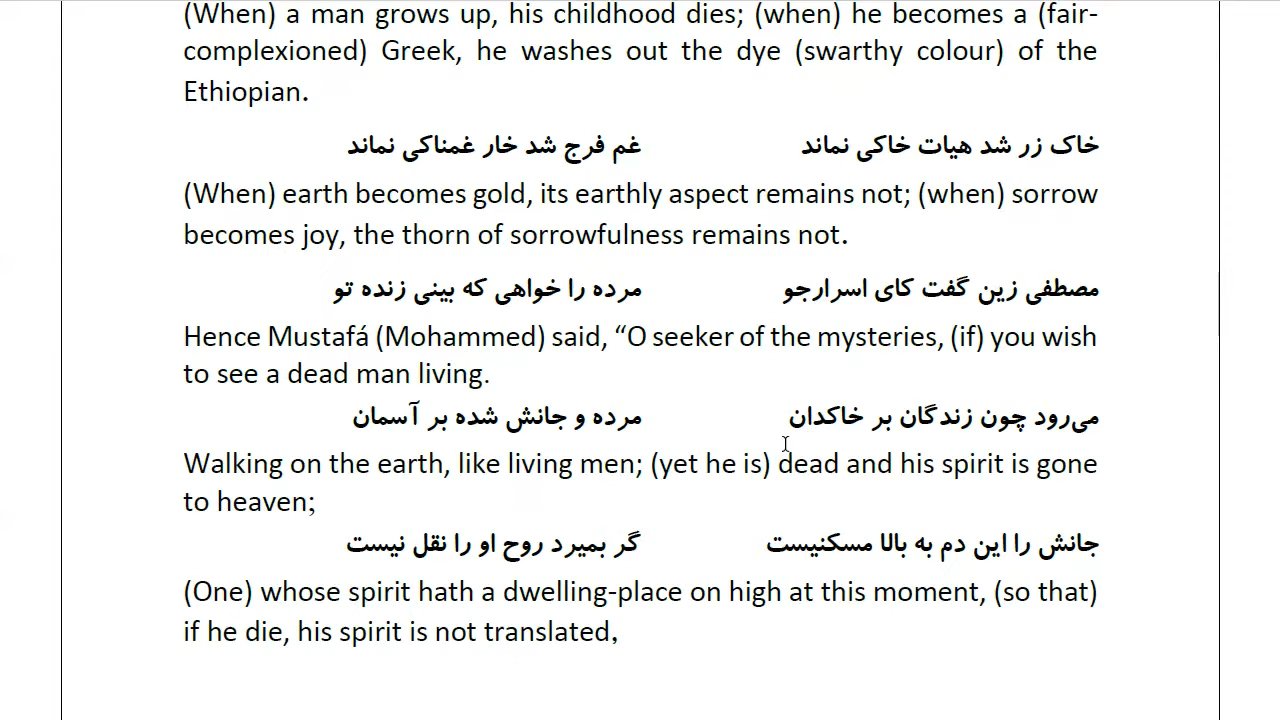 (When) a man grows up, his childhood dies; (when) he becomes a (fair-
complexioned) Greek, he washes out the dye (swarthy colour) of the
Ethiopian.
خاک زر شد هیات خاکی نماند غم فرج شد خار غمناکی نماند
(When) earth becomes gold, its earthly aspect remains not; (when) sorrow
becomes joy, the thorn of sorrowfulness remains not.
مصطفی زین گفت کای اسرارجو مرده را خواهی که بینی زنده تو
Hence Mustafá (Mohammed) said, “O seeker of the mysteries, (if) you wish
to see a dead man living.
می‌رود چون زندگان بر خاکدان مرده و جانش شده بر آسمان
Walking on the earth, like living men; (yet he is) dead and his spirit is gone
to heaven;
جانش را این دم به بالا مسکنیست گر بمیرد روح او را نقل نیست
(One) whose spirit hath a dwelling-place on high at this moment, (so that)
if he die, his spirit is not translated,